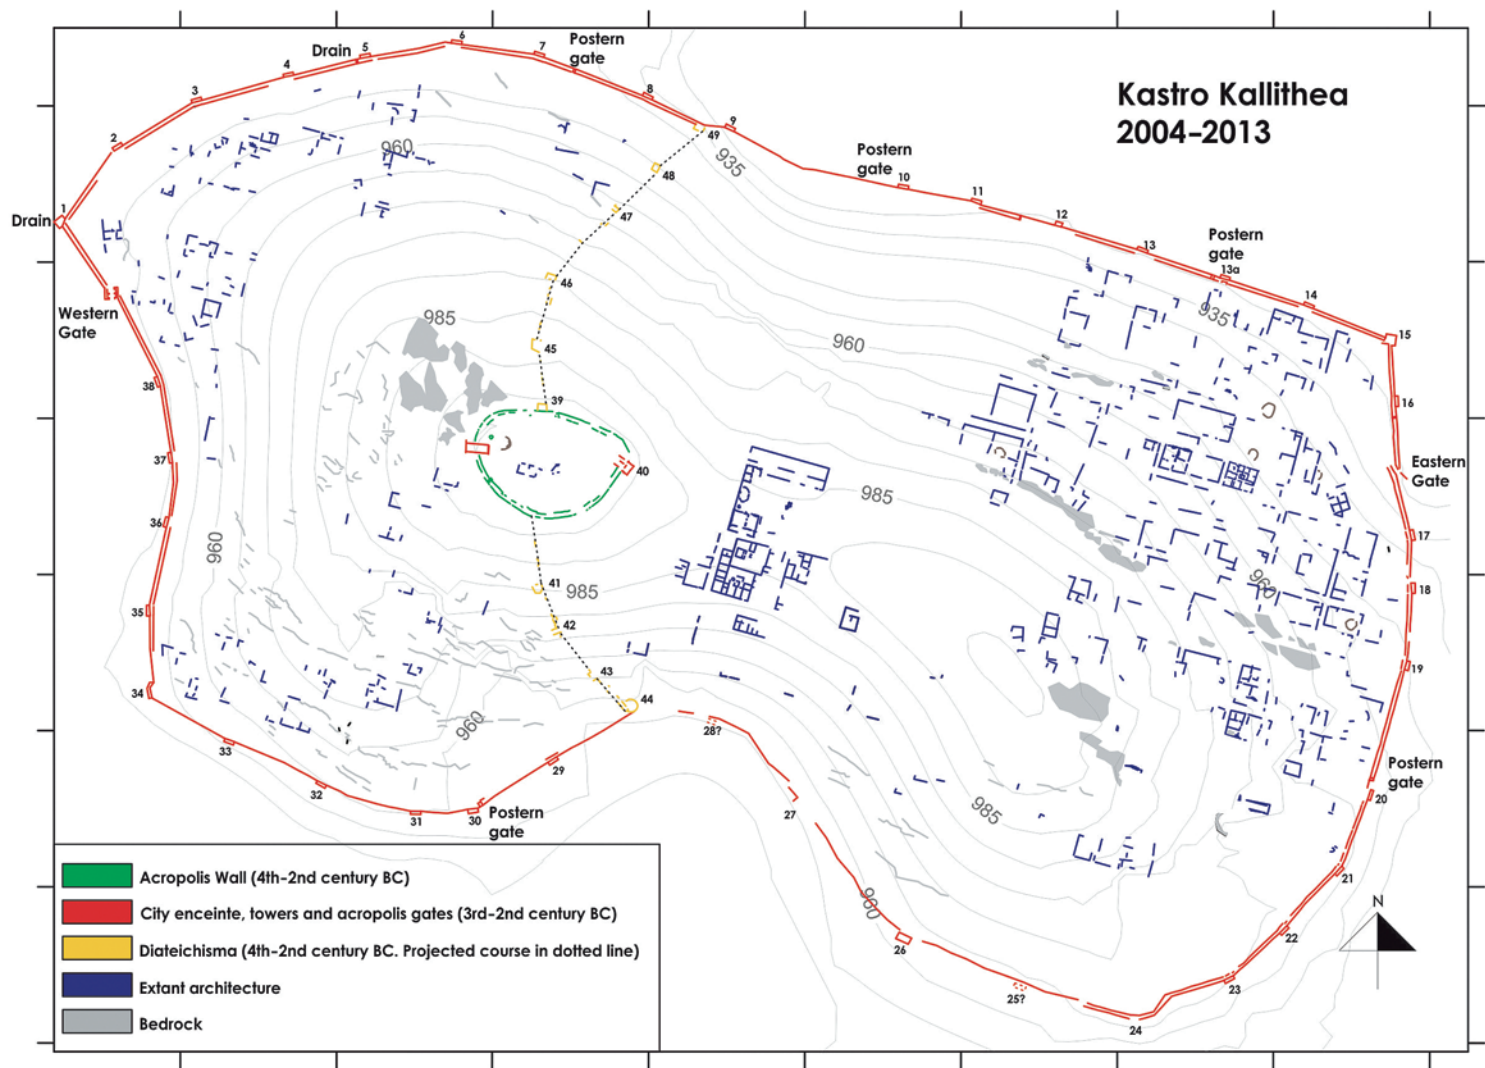 Kastro Kallithea
2004-2013
6
7
Postern
gate
Drain
5
4
3
8
2
9
49
960
935
Postern
gate
10
48
11
1
Drain
47
12
13
Postern
gate
13a
46
14
935
Western
Gate
985
45
960
15
38
39
16
37
40
Eastern
Gate
985
36
17
960
41
985
960
18
35
42
43
19
34
44
960
28?
33
29
Postern
gate
20
32
27
985
31
30
Postern
gate
21
960
22
26
23
25?
24
N
Acropolis Wall (4th-2nd century BC)
City enceinte, towers and acropolis gates (3rd-2nd century BC)
Diateichisma (4th-2nd century BC. Projected course in dotted line)
Extant architecture
Bedrock